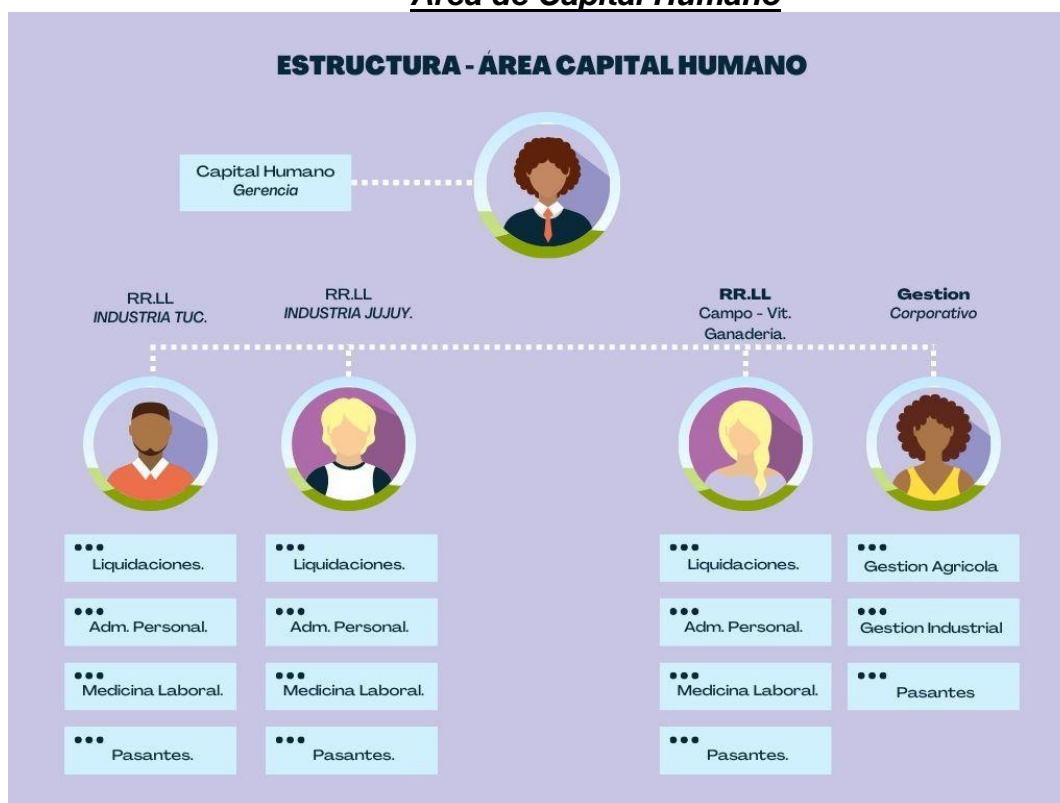 Área de Capital Humano
ESTRUCTURA - ÁREA CAPITAL HUMANO
Capital Humano
Gerencia
RR.LL
INDUSTRIA TUC.
RR.LL
INDUSTRIA JUJUY.
RR.LL
Campo - Vit.
Ganaderia.
Gestion
Corporativo
Liquidaciones.
Adm. Personal.
Medicina Laboral.
Pasantes.
Liquidaciones.
Adm. Personal.
Medicina Laboral.
Pasantes.
Liquidaciones.
Adm. Personal.
Medicina Laboral.
Pasantes.
Gestion Agricola
Gestion Industrial
Pasantes